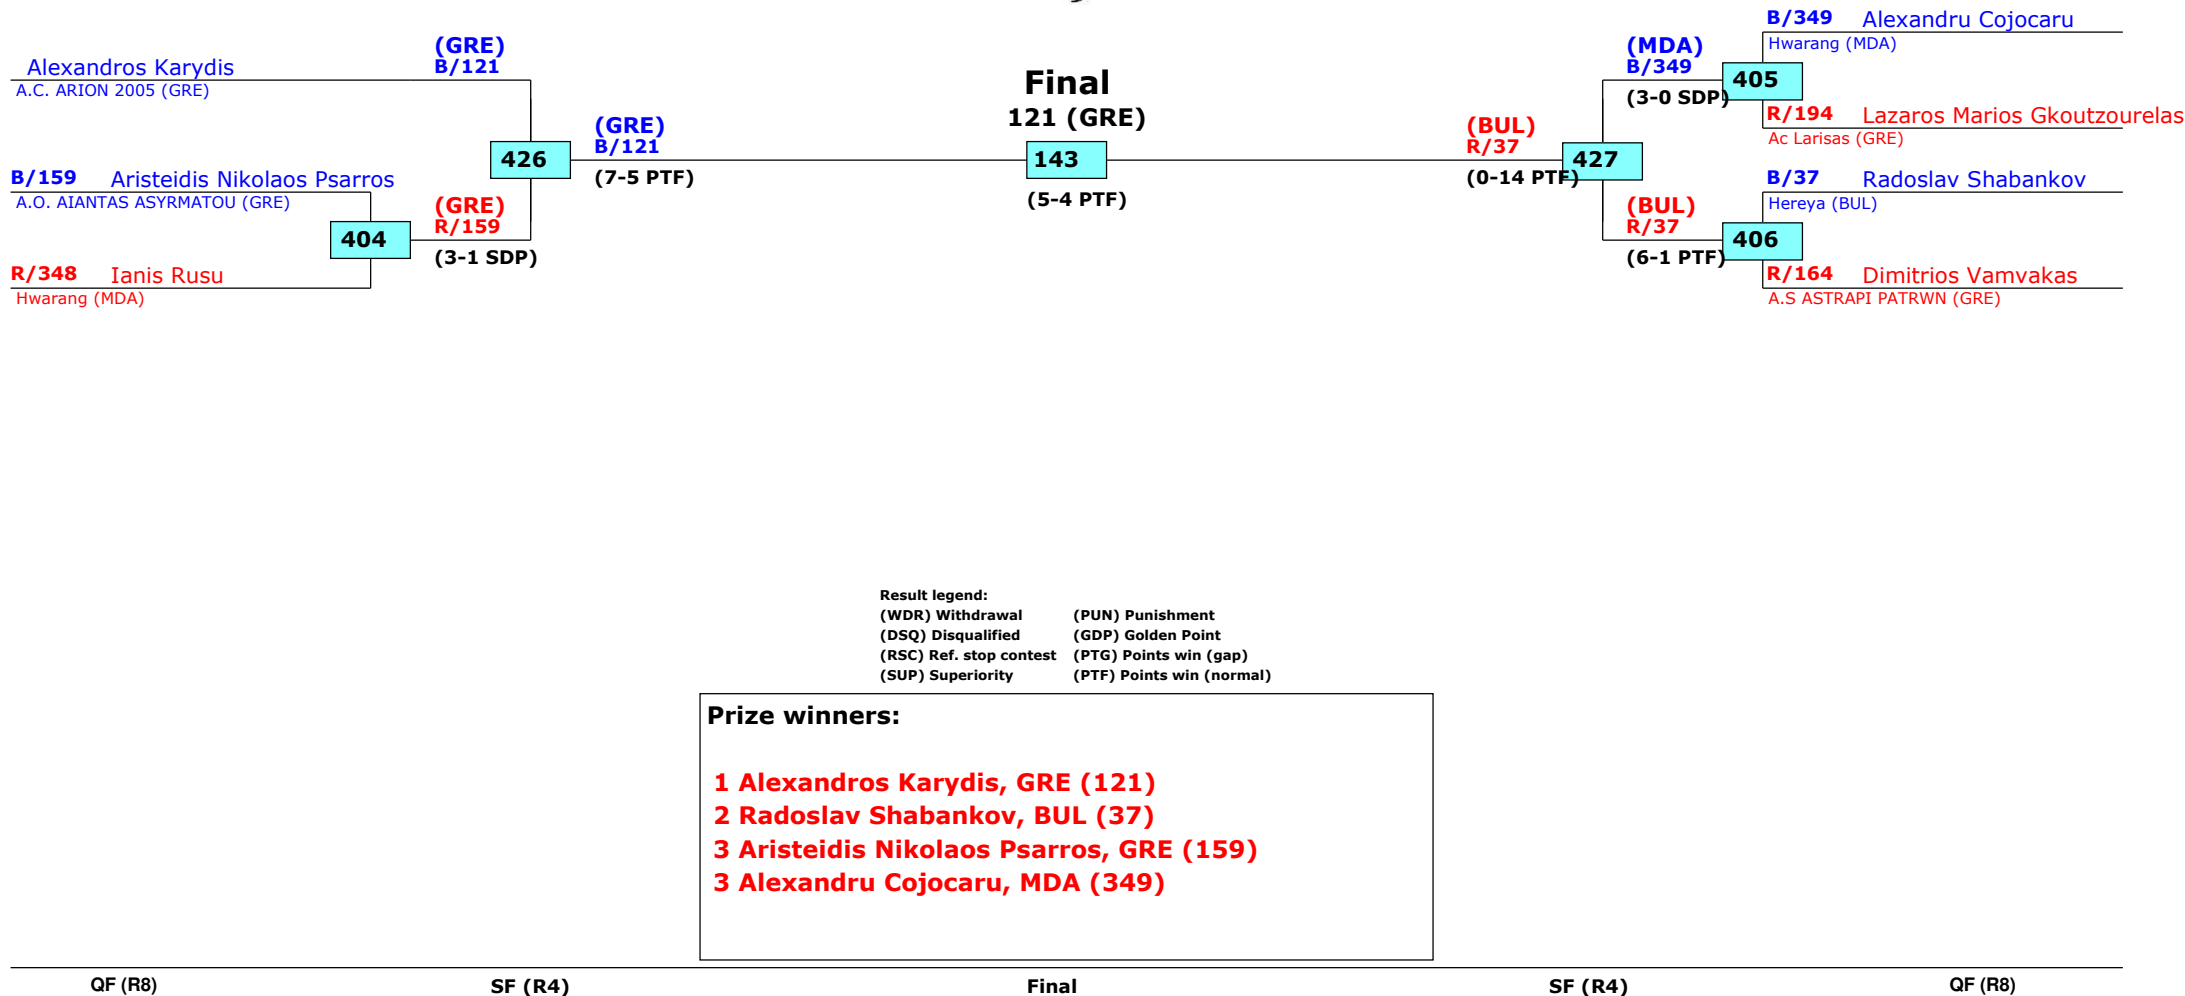 Alexandros Karydis
A.C. ARION 2005 (GRE)
B/159 Aristeidis Nikolaos Psarros
A.O. AIANTAS ASYRMATOU (GRE)
R/348 Ianis Rusu
Hwarang (MDA)
404
(GRE)
B/121
(GRE)
R/159
(3-1 SDP)
426
(GRE)
B/121
(7-5 PTF)
Final
121 (GRE)
143
(5-4 PTF)
(BUL)
R/37
(0-14 PTF)
427
(MDA)
B/349
(3-0 SDP)
(BUL)
R/37
(6-1 PTF)
405
406
B/349 Alexandru Cojocaru
Hwarang (MDA)
R/194 Lazaros Marios Gkoutzourelas
Ac Larisas (GRE)
B/37 Radoslav Shabankov
Hereya (BUL)
R/164 Dimitrios Vamvakas
A.S ASTRAPI PATRWN (GRE)
Result legend:
(WDR) Withdrawal (PUN) Punishment
(DSQ) Disqualified (GDP) Golden Point
(RSC) Ref. stop contest (PTG) Points win (gap)
(SUP) Superiority (PTF) Points win (normal)
Prize winners:
1 Alexandros Karydis, GRE (121)
2 Radoslav Shabankov, BUL (37)
3 Aristeidis Nikolaos Psarros, GRE (159)
3 Alexandru Cojocaru, MDA (349)
QF (R8) SF (R4) Final SF (R4) QF (R8)